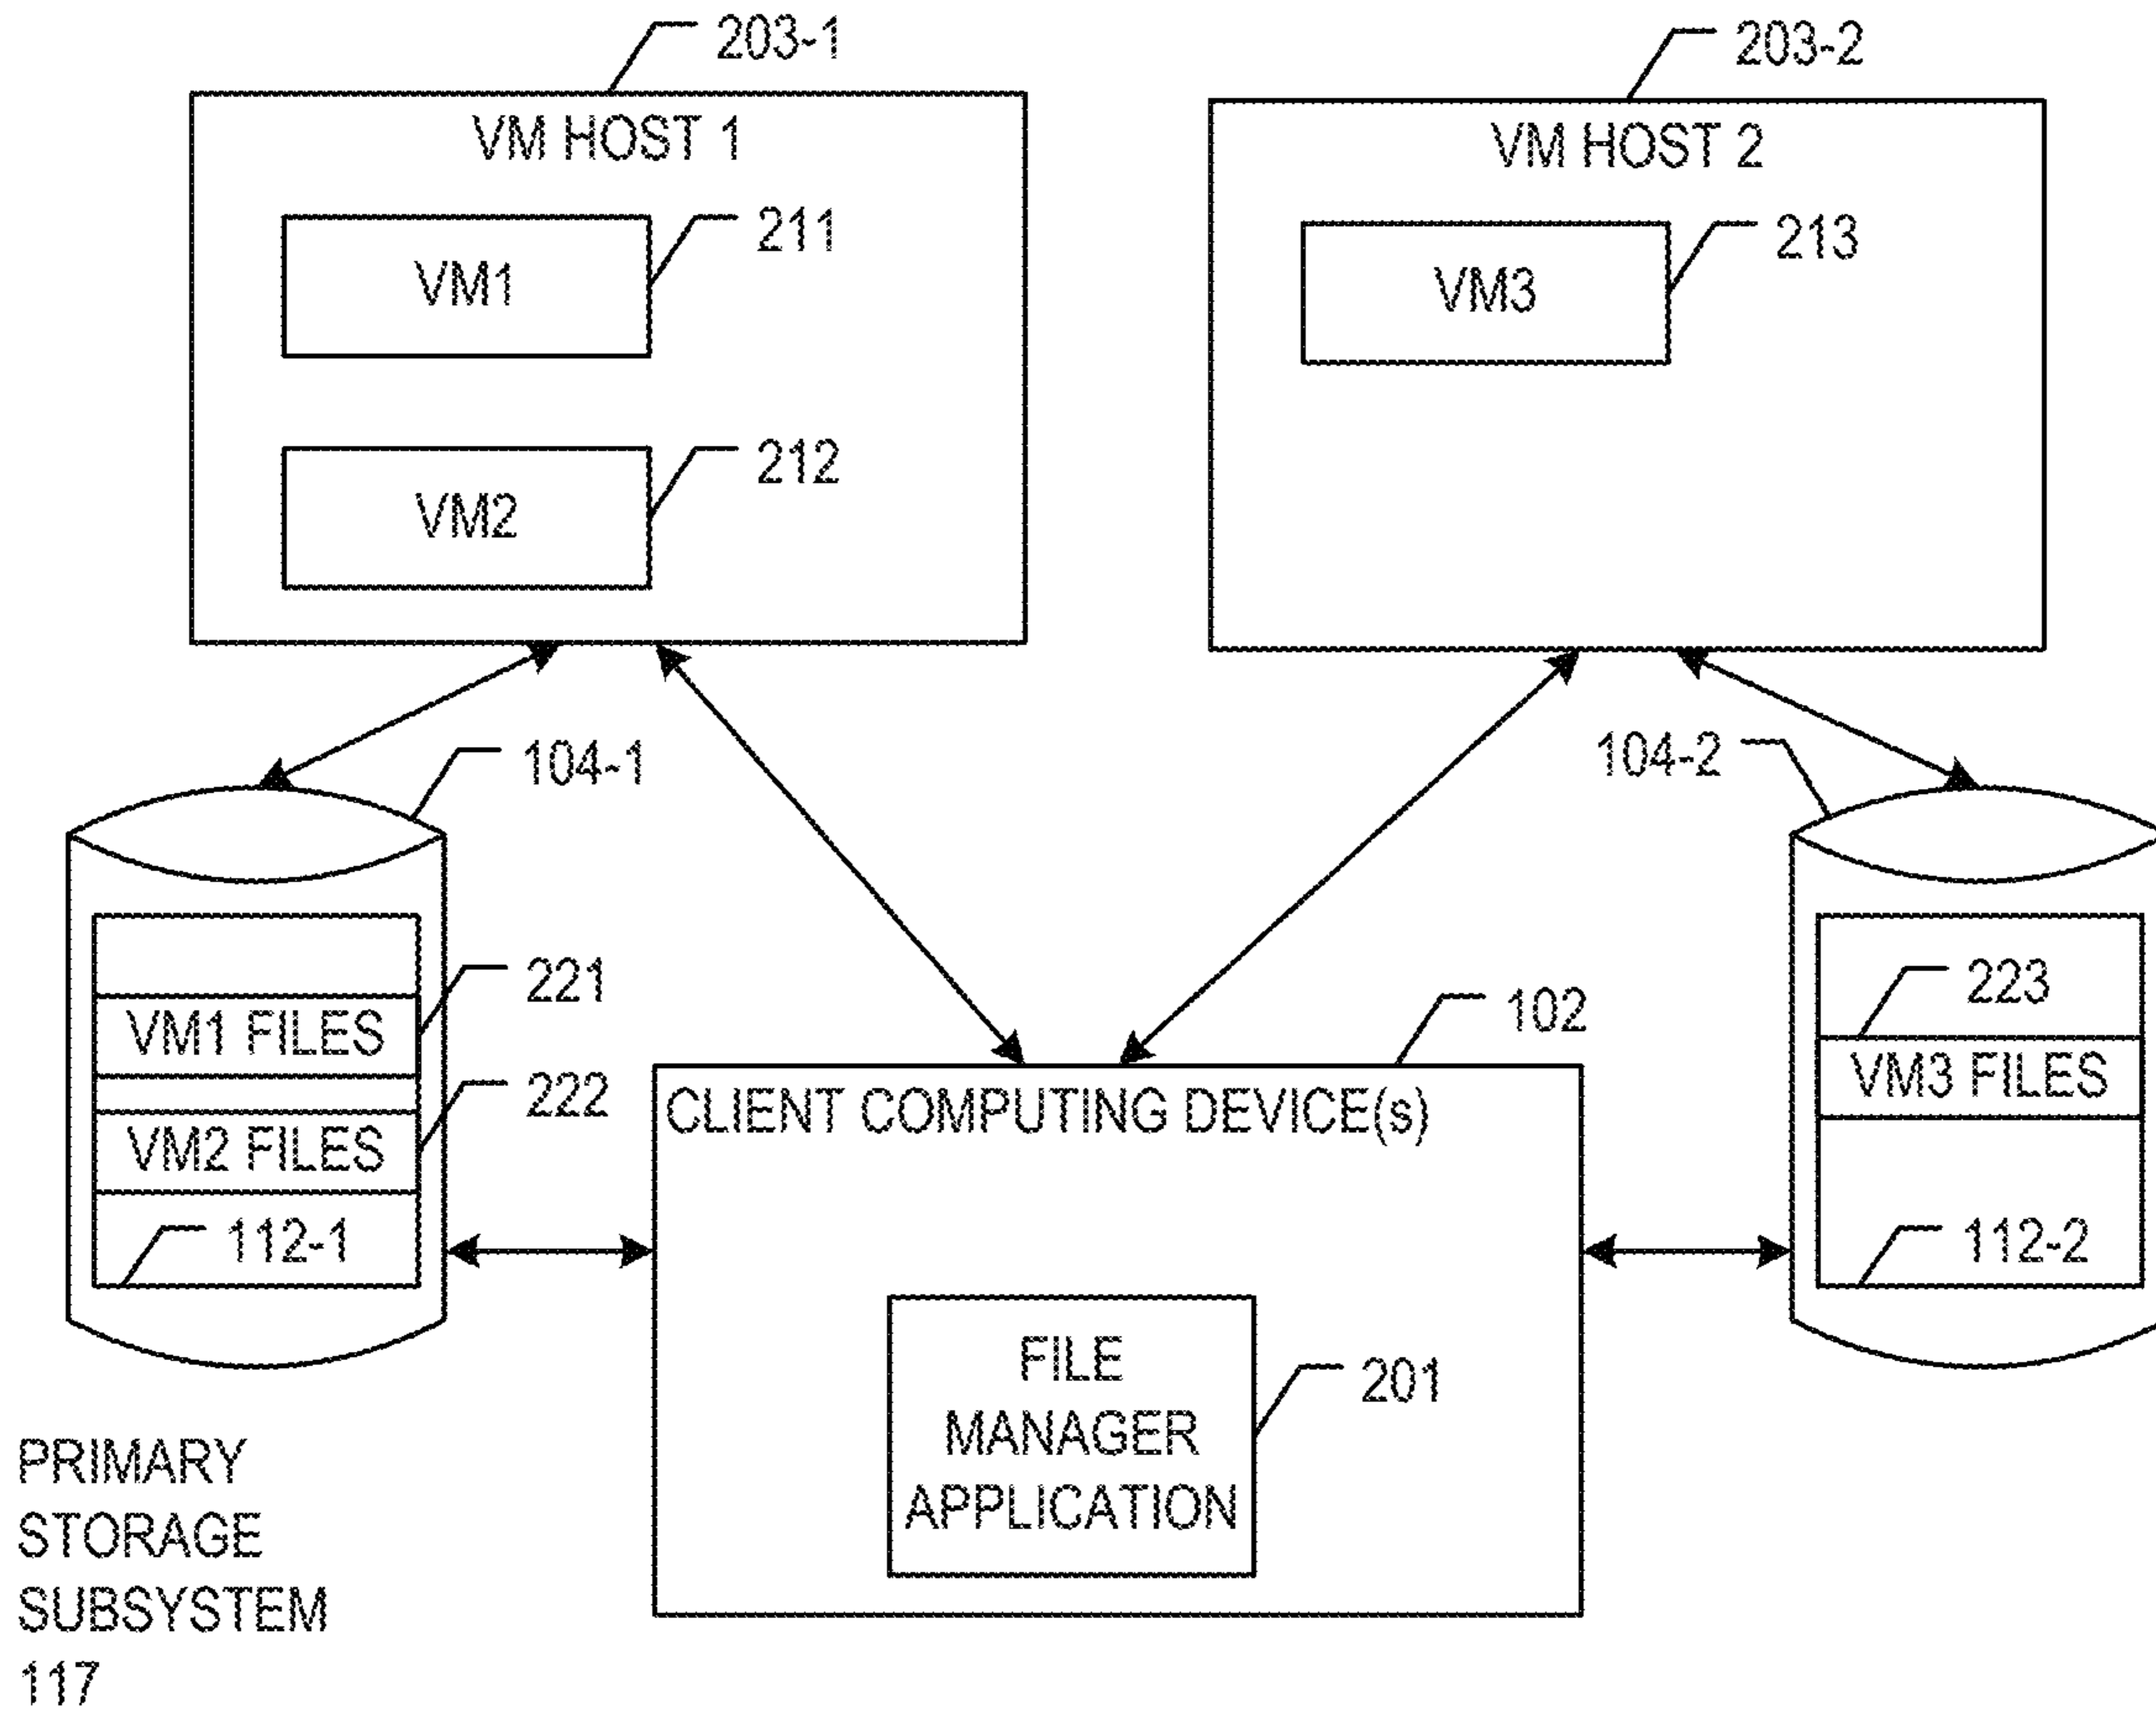 203-1
203-2
VM HOST 1
VM HOST 2
VM1
211
VM3
213
VM2
212
104-1
104-2
221
VM1 FILES
222
VM2 FILES
112-1
102
CLIENT COMPUTING DEVICE(s)
223
VM3 FILES
112-2
FILE
MANAGER
APPLICATION
201
PRIMARY
STORAGE
SUBSYSTEM
117